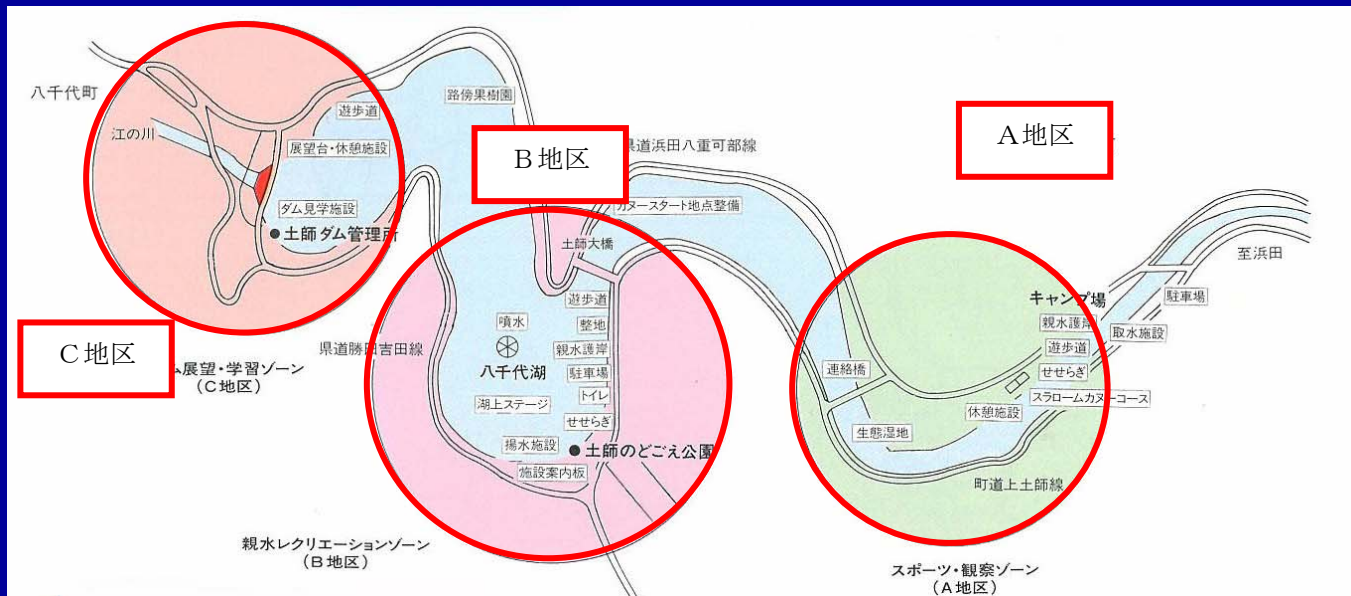 八千代町
江の川
遊歩道
展望台・休憩施設
ダム見学施設
土師ダム管理所
C地区
ム展望・学習ゾーン
(C地区)
路傍果樹園
B地区
県道浜田八重可部線
カヌースタート地点整備
土師大橋
県道勝田吉田線
噴水
八千代湖
湖上ステージ
揚水施設
施設案内板
遊歩道
整地
親水護岸
駐車場
トイレ
せせらぎ
土師のどごえ公園
親水レクリエーションゾーン
(B地区)
A地区
至浜田
キャンプ場
駐車場
親水護岸
取水施設
遊歩道
せせらぎ
連絡橋
スラロームカヌーコース
休憩施設
生態湿地
町道上土師線
スポーツ・観察ゾーン
(A地区)